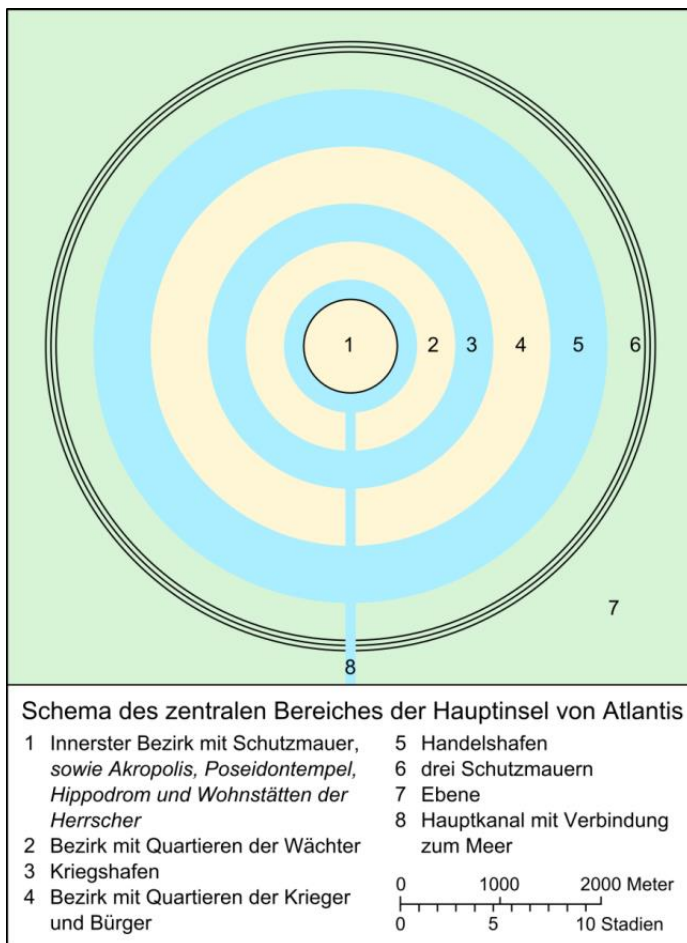 1
2
3
4
5
6
7
8
Schema des zentralen Bereiches der Hauptinsel von Atlantis
1 Innerster Bezirk mit Schutzmauer,
sowie Akropolis, Poseidontempel,
Hippodrom und Wohnstätten der
Herrscher
2 Bezirk mit Quartieren der Wächter
3 Kriegshafen
4 Bezirk mit Quartieren der Krieger
und Bürger
5 Handelshafen
6 drei Schutzmauern
7 Ebene
8 Hauptkanal mit Verbindung
zum Meer
0 1000 2000 Meter
0 5 10 Stadien